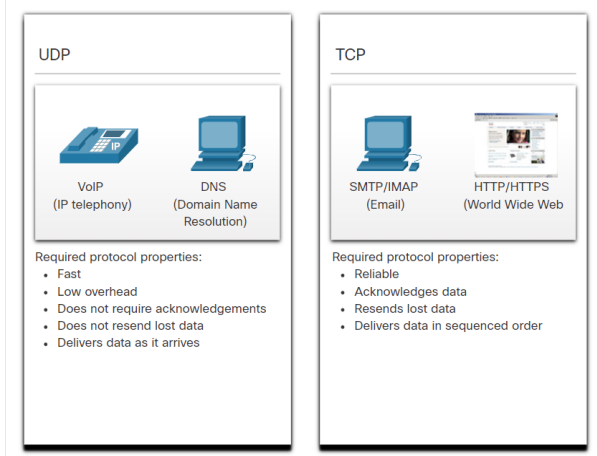 UDP
IP
VoIP
(IP telephony)
DNS
(Domain Name
Resolution)
Required protocol properties:
• Fast
• Low overhead
• Does not require acknowledgements
• Does not resend lost data
• Delivers data as it arrives
TCP
SMTP/IMAP
(Email)
HTTP/HTTPS
(World Wide Web
Required protocol properties:
• Reliable
• Acknowledges data
• Resends lost data
• Delivers data in sequenced order